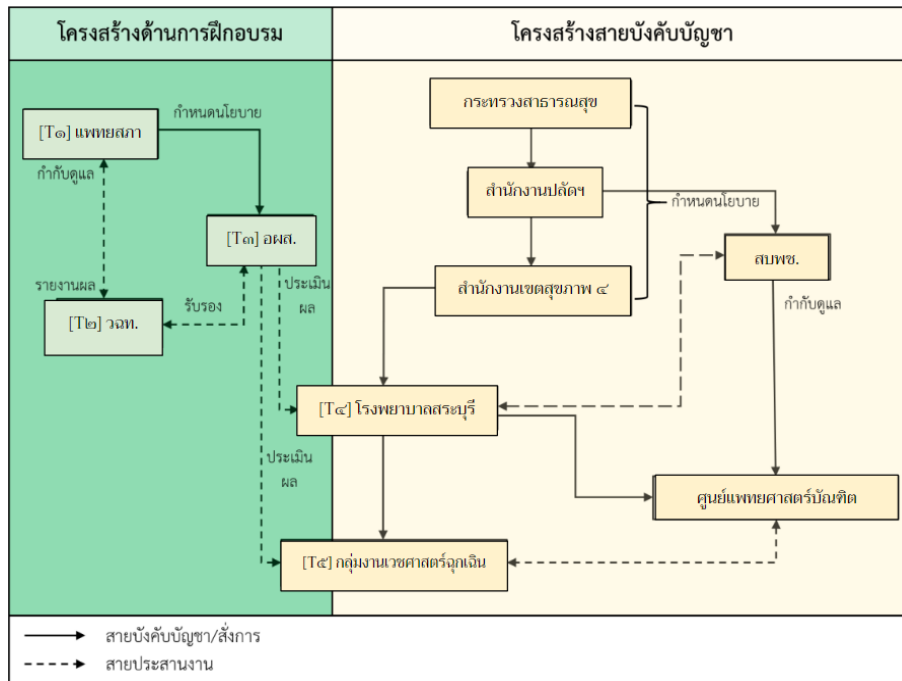 โครงสร้างด้านการฝึกอบรม
โครงสร้างสายบังคับบัญชา
กระทรวงสาธารณสุข
กำหนดนโยบาย
[T๑] แพทยสภา
กำกับดูแล
สำนักงานปลัดฯ
กำหนดนโยบาย
[T๓] อผส.
สบพช.
รายงานผล
ประเมิน
ผล
สำนักงานเขตสุขภาพ ๔
รับรอง
กำกับดูแล
[T๒] วฉท.
[T๔] โรงพยาบาลสระบุรี
ประเมิน
ผล
ศูนย์แพทยศาสตร์บัณฑิต
[T๕] กลุ่มงานเวชศาสตร์ฉุกเฉิน
สายบังคับบัญชา/สั่งการ
สายประสานงาน